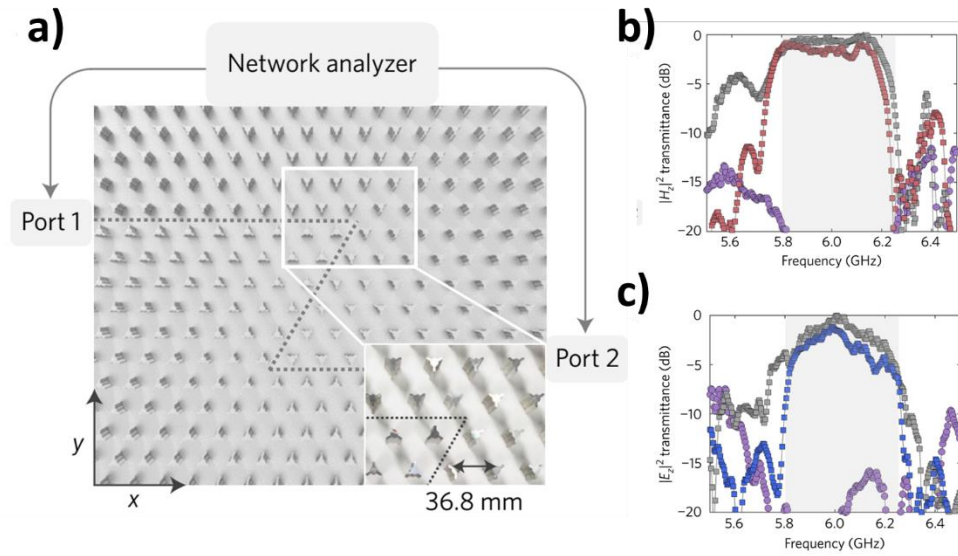 a)
Network analyzer
Port 1
Port 2
y
x
36.8 mm
b)
|H_z|² transmittance (dB)
0
−5
−10
−15
−20
5.6
5.8
6.0
6.2
6.4
Frequency (GHz)
c)
|E_z|² transmittance (dB)
0
−5
−10
−15
−20
5.6
5.8
6.0
6.2
6.4
Frequency (GHz)